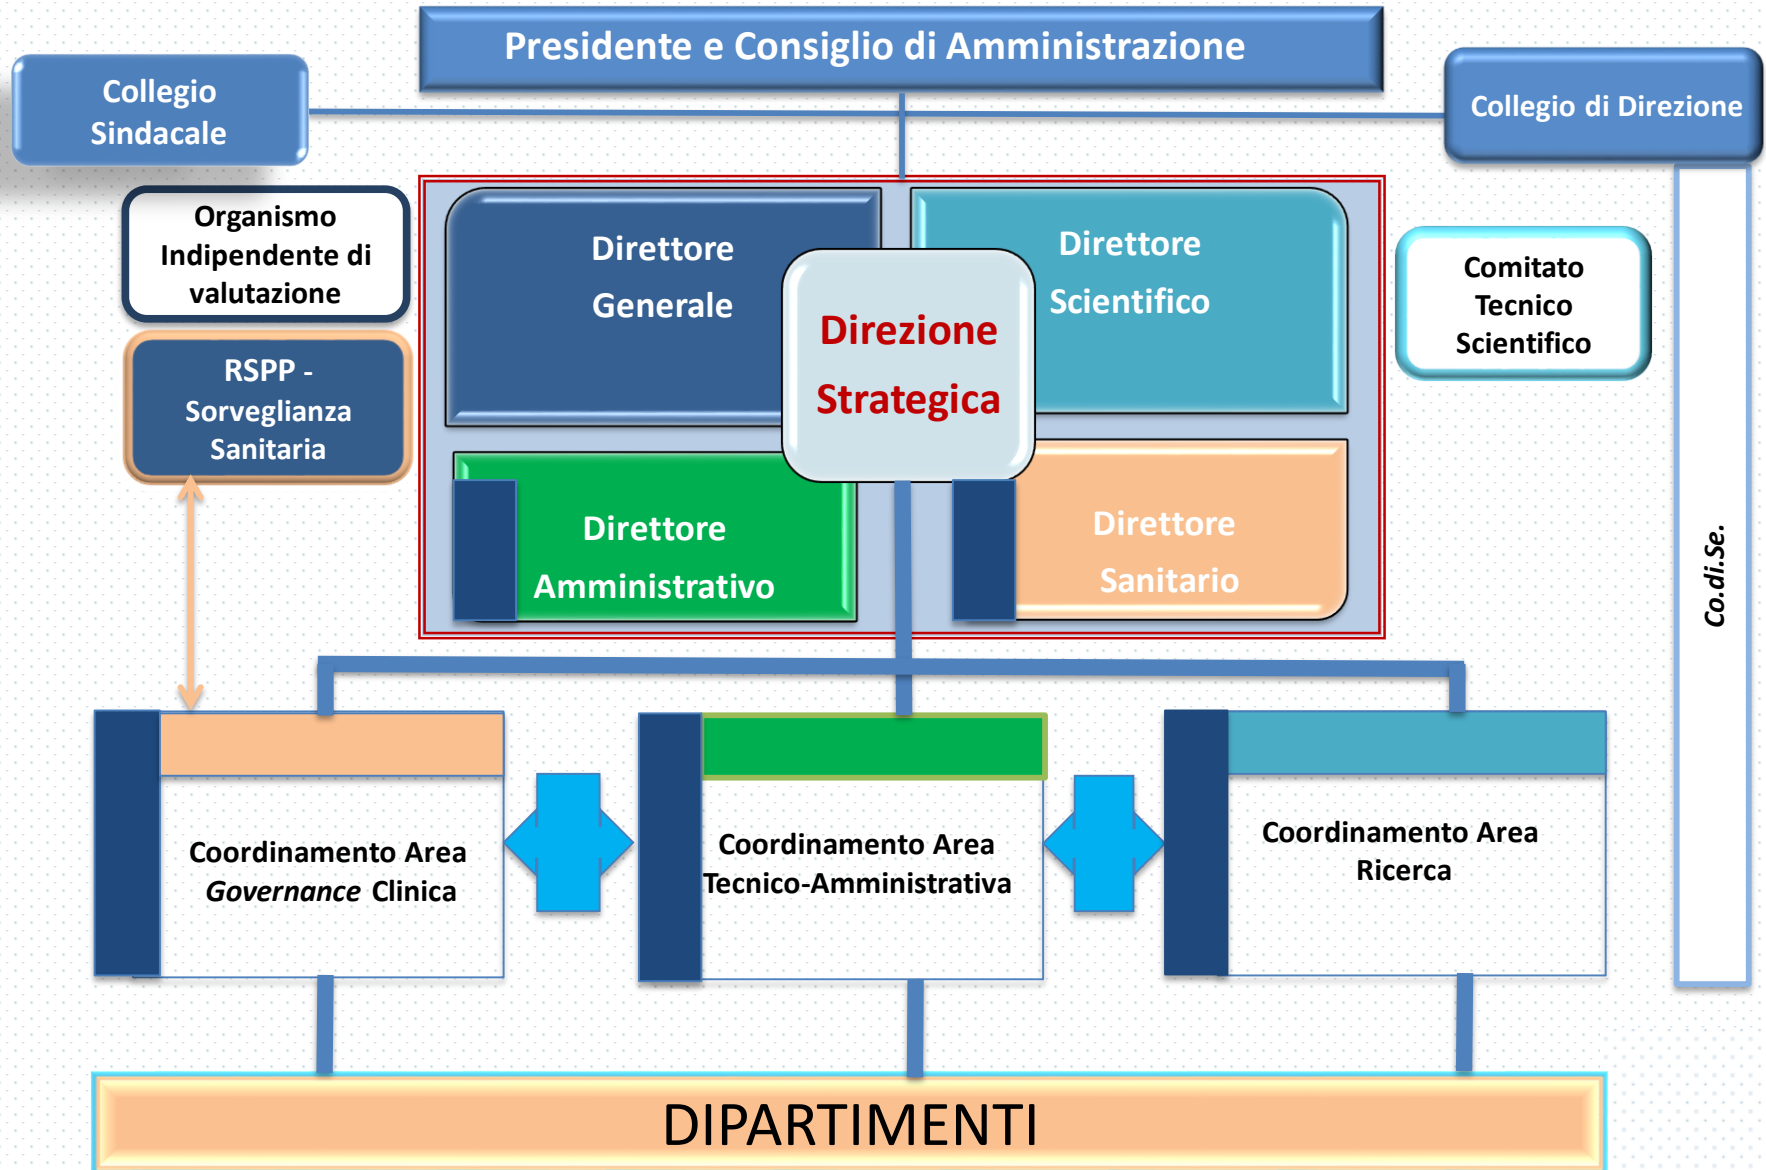 Presidente e Consiglio di Amministrazione
Collegio
Sindacale
Collegio di Direzione
Organismo
Indipendente di
valutazione
RSPP -
Sorveglianza
Sanitaria
Direttore
Generale
Direttore
Scientifico
Direzione
Strategica
Direttore
Amministrativo
Direttore
Sanitario
Comitato
Tecnico
Scientifico
Co.di.Se.
Coordinamento Area
Governance Clinica
Coordinamento Area
Tecnico-Amministrativa
Coordinamento Area
Ricerca
DIPARTIMENTI